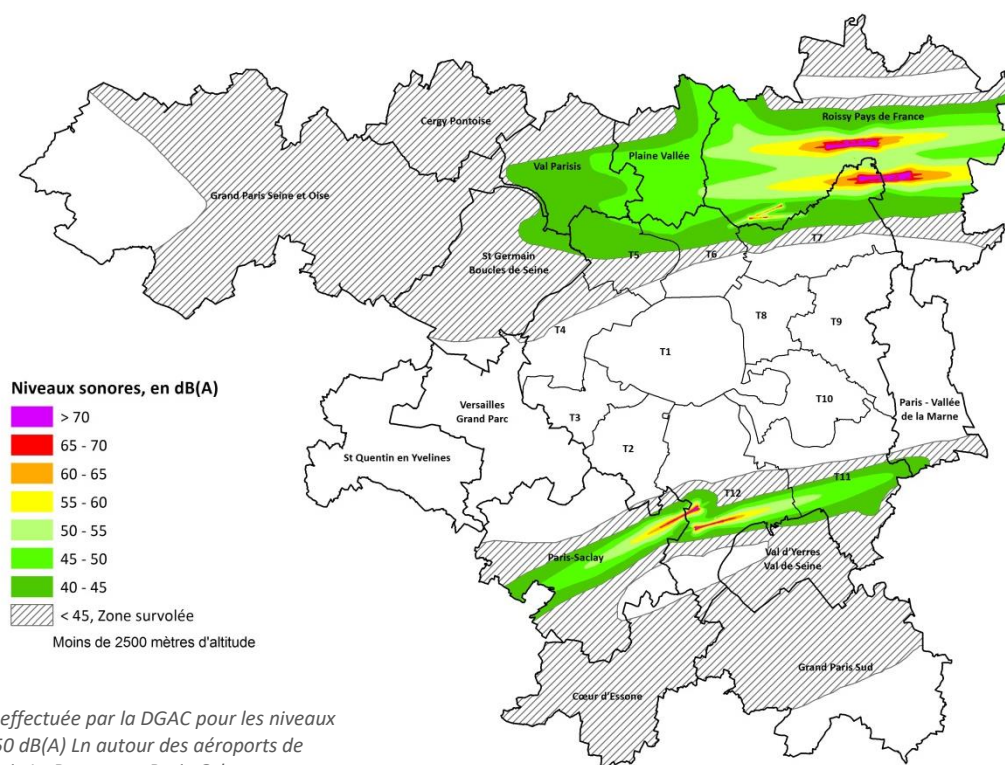 Cergy Pontoise
Roissy Pays de France
Val Parisis
Plaine Vallée
Grand Paris Seine et Oise
St Germain
Boucles de Seine
T5
T6
T7
T4
T8
T9
T1
T10
Paris - Vallée
de la Marne
T3
Versailles
Grand Parc
T2
St Quentin en Yvelines
T11
T12
Paris-Saclay
Val d'Yerres
Val de Seine
Grand Paris Sud
Cœur d'Essone
Niveaux sonores, en dB(A)
> 70
65 - 70
60 - 65
55 - 60
50 - 55
45 - 50
40 - 45
< 45, Zone survolée
Moins de 2500 mètres d'altitude
effectuée par la DGAC pour les niveaux
50 dB(A) Ln autour des aéroports de